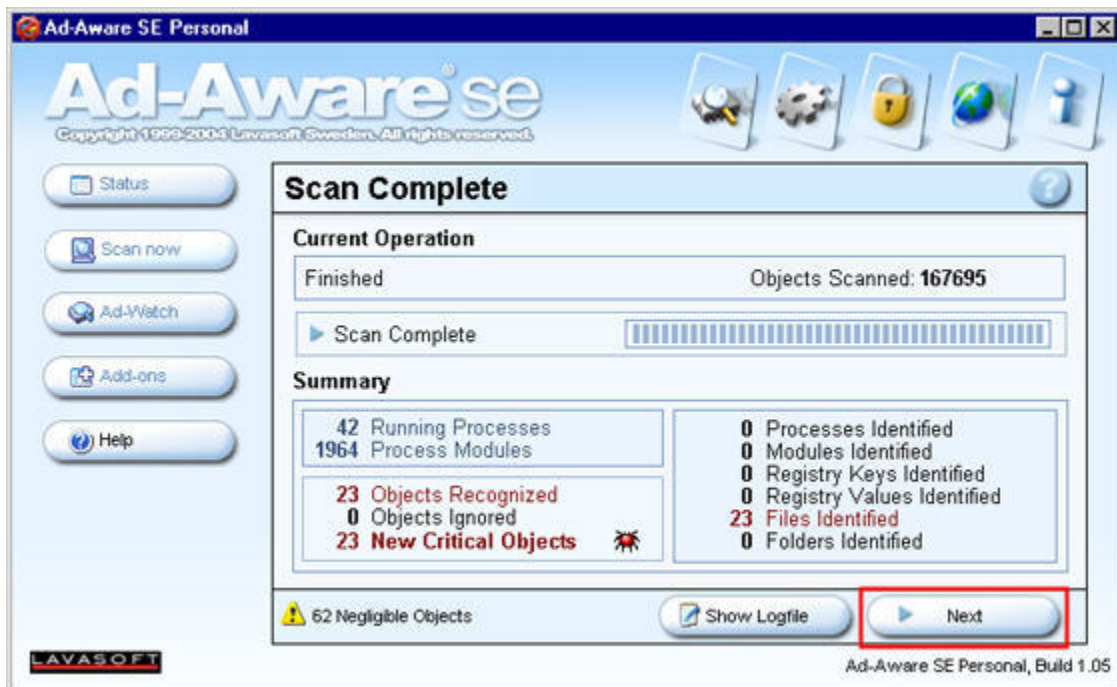 Ad-Aware SE Personal
Ad-Aware® se
Copyright 1999-2004 Lavasoft Sweden. All rights reserved.
Status
Scan now
Ad-Watch
Add-ons
Help
Scan Complete
Current Operation
Finished
Objects Scanned: 167695
Scan Complete
Summary
42 Running Processes
1964 Process Modules
23 Objects Recognized
0 Objects Ignored
23 New Critical Objects
0 Processes Identified
0 Modules Identified
0 Registry Keys Identified
0 Registry Values Identified
23 Files Identified
0 Folders Identified
62 Negligible Objects
Show Logfile
Next
LAVASOFT
Ad-Aware SE Personal, Build 1.05